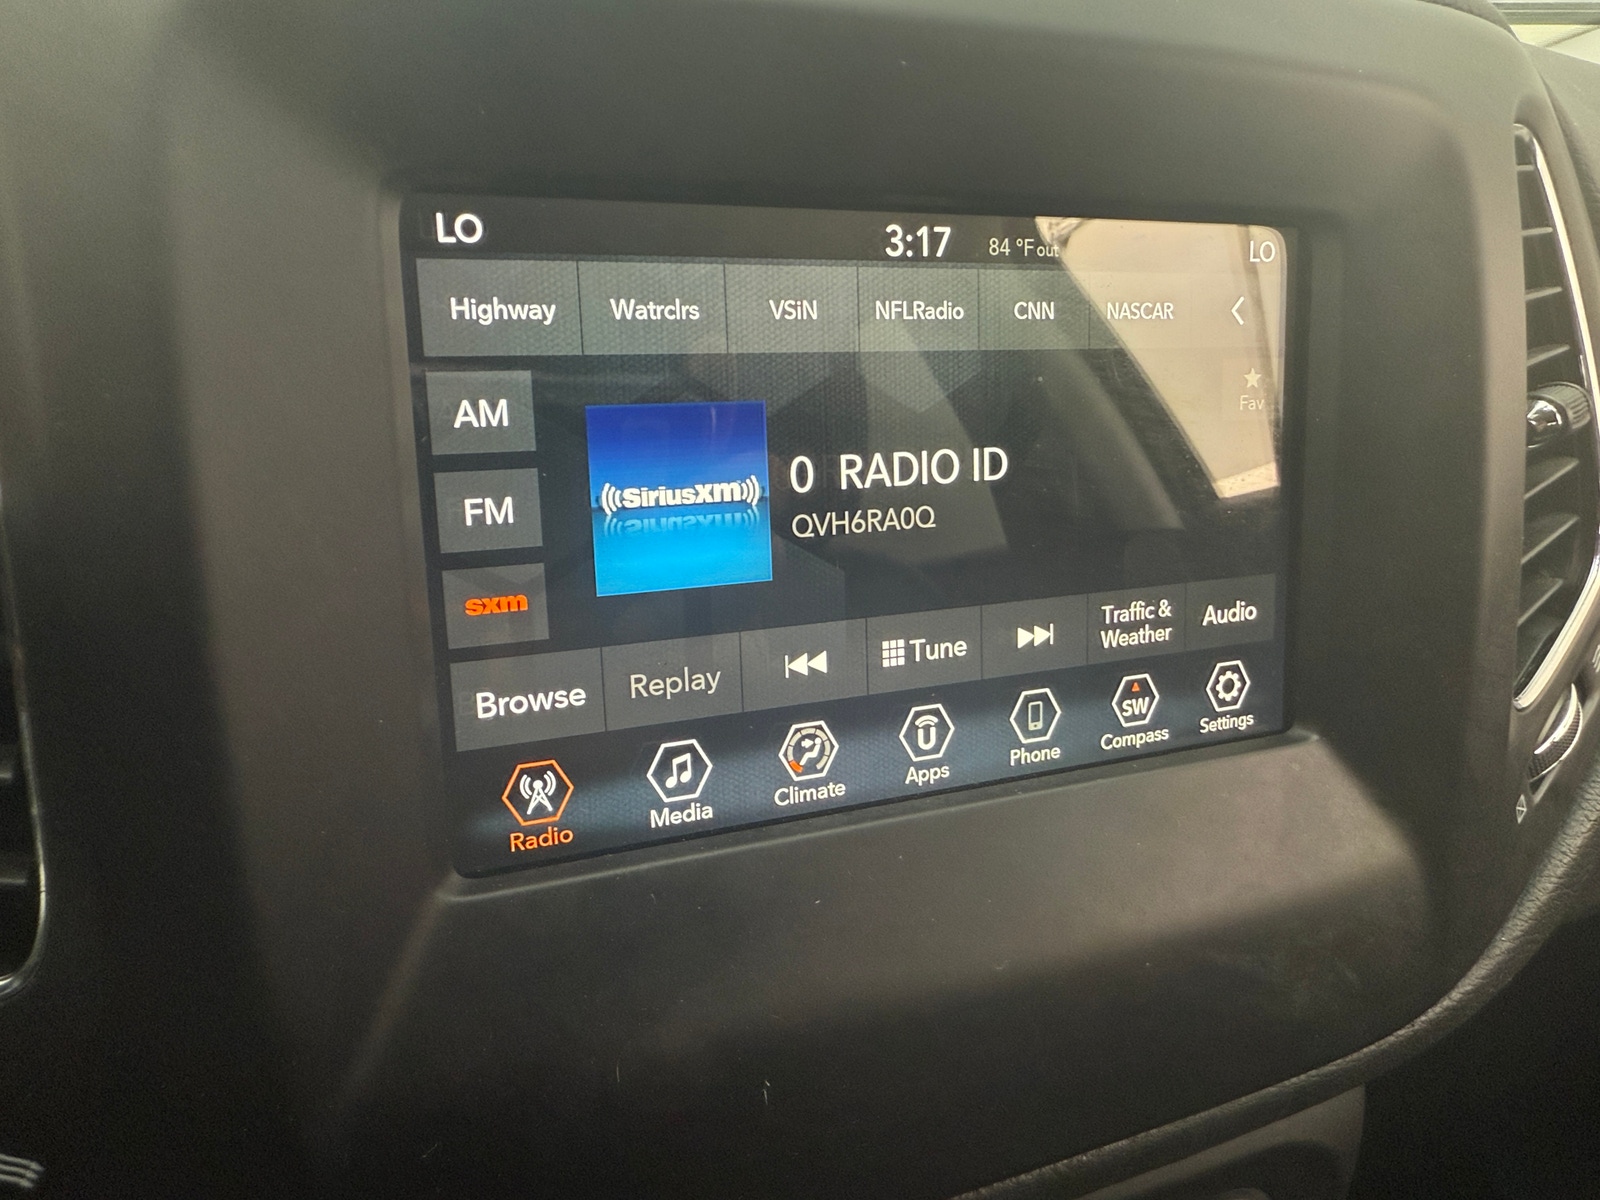 LO
3:17
84 °F out
LO
Highway
Watrclrs
VSiN
NFLRadio
CNN
NASCAR
Fav
AM
FM
sxm
((SiriusXM))
0 RADIO ID
QVH6RA0Q
Browse
Replay
Tune
Traffic &
Weather
Audio
Radio
Media
Climate
U
Apps
Phone
SW
Compass
Settings